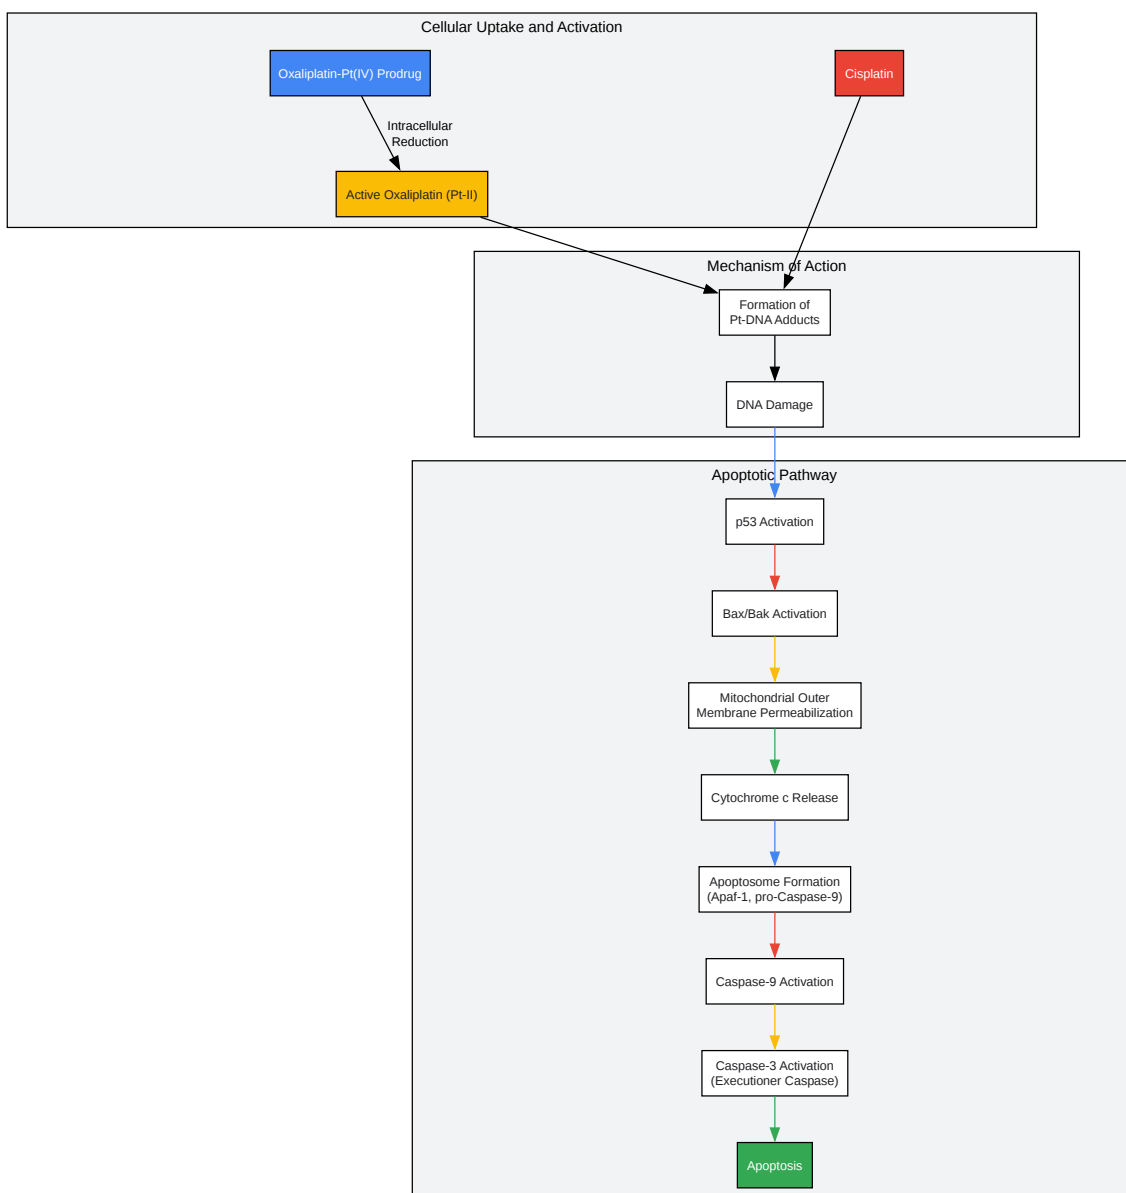 Cellular Uptake and Activation
Oxaliplatin-Pt(IV) Prodrug
Cisplatin
Intracellular
Reduction
Active Oxaliplatin (Pt-II)
Mechanism of Action
Formation of
Pt-DNA Adducts
DNA Damage
Apoptotic Pathway
p53 Activation
Bax/Bak Activation
Mitochondrial Outer
Membrane Permeabilization
Cytochrome c Release
Apoptosome Formation
(Apaf-1, pro-Caspase-9)
Caspase-9 Activation
Caspase-3 Activation
(Executioner Caspase)
Apoptosis